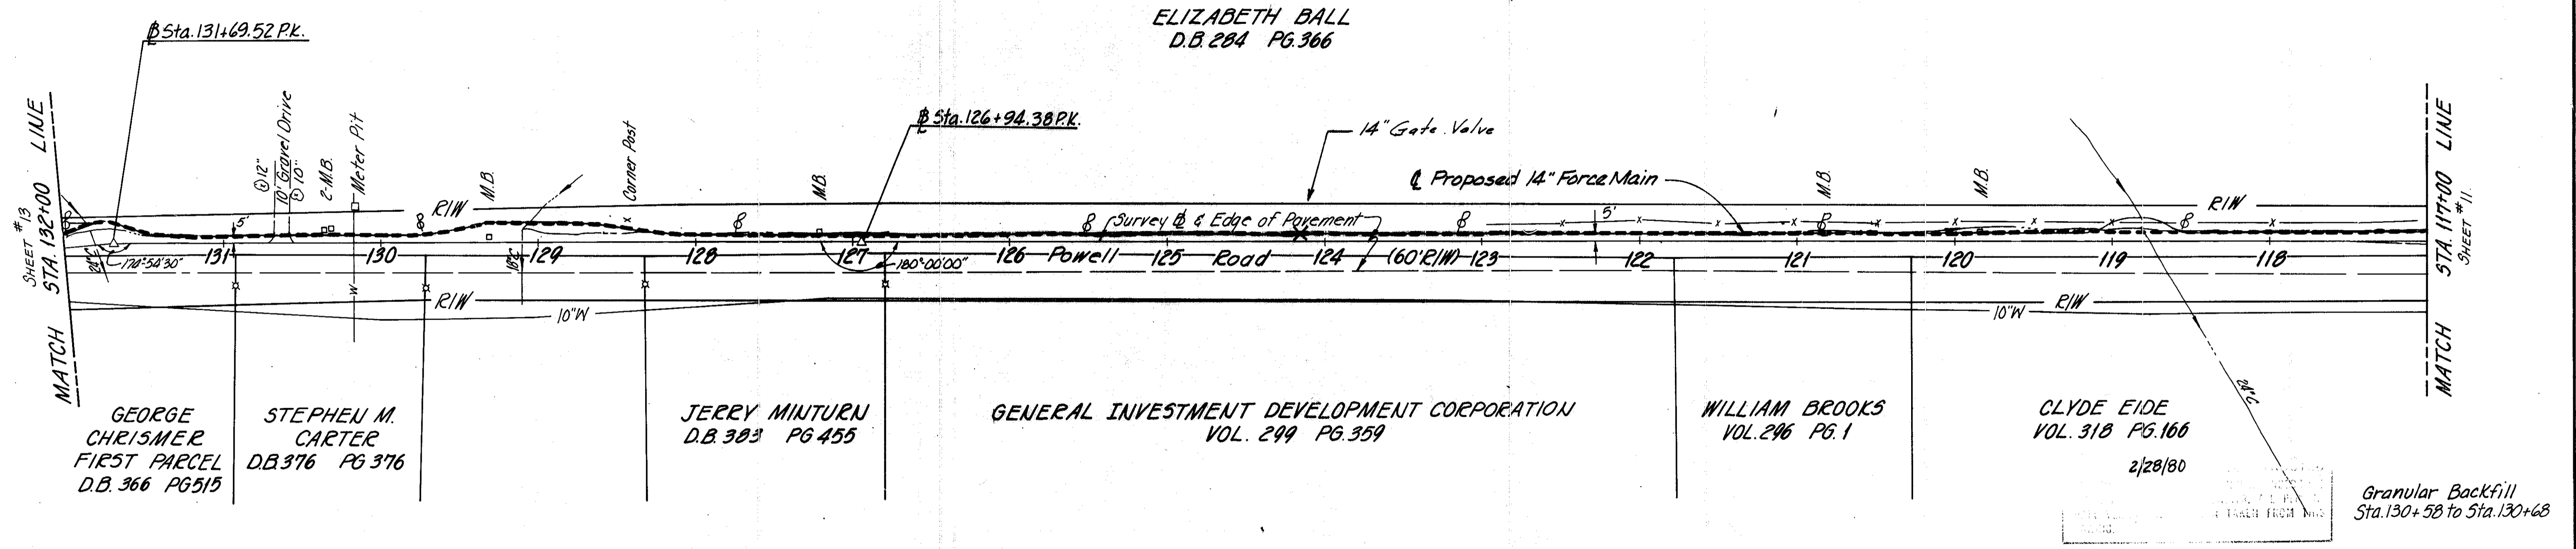 ELIZABETH BALL
D.B. 284 PG. 366
℄ Sta. 131+69.52 P.K.
℄ Sta. 126+94.38 P.K.
14" Gate Valve
℄ Proposed 14" Force Main
SHEET #13
STA. 132+00
MATCH LINE
12"
10' Gravel Drive
10"
2-M.B.
Meter Pit
M.B.
Corner Post
M.B.
M.B.
M.B.
R/W
R/W
5'
Survey ℄ & Edge of Pavement
5'
24"C
131
130
18"C
129
128
127
180°00'00"
126
Powell
125
Road
124
(60' R/W)
123
122
121
120
119
118
W
R/W
10"W
10"W
R/W
24"C
STA. 117+00
SHEET #11.
MATCH LINE
GEORGE
CHRISMER
FIRST PARCEL
D.B. 366 PG 515
STEPHEN M.
CARTER
D.B. 376 PG 376
JERRY MINTURN
D.B. 383 PG 455
GENERAL INVESTMENT DEVELOPMENT CORPORATION
VOL. 299 PG. 359
WILLIAM BROOKS
VOL. 296 PG. 1
CLYDE EIDE
VOL. 318 PG. 166
2/28/80
TAKEN FROM
Granular Backfill
Sta. 130+58 to Sta. 130+68